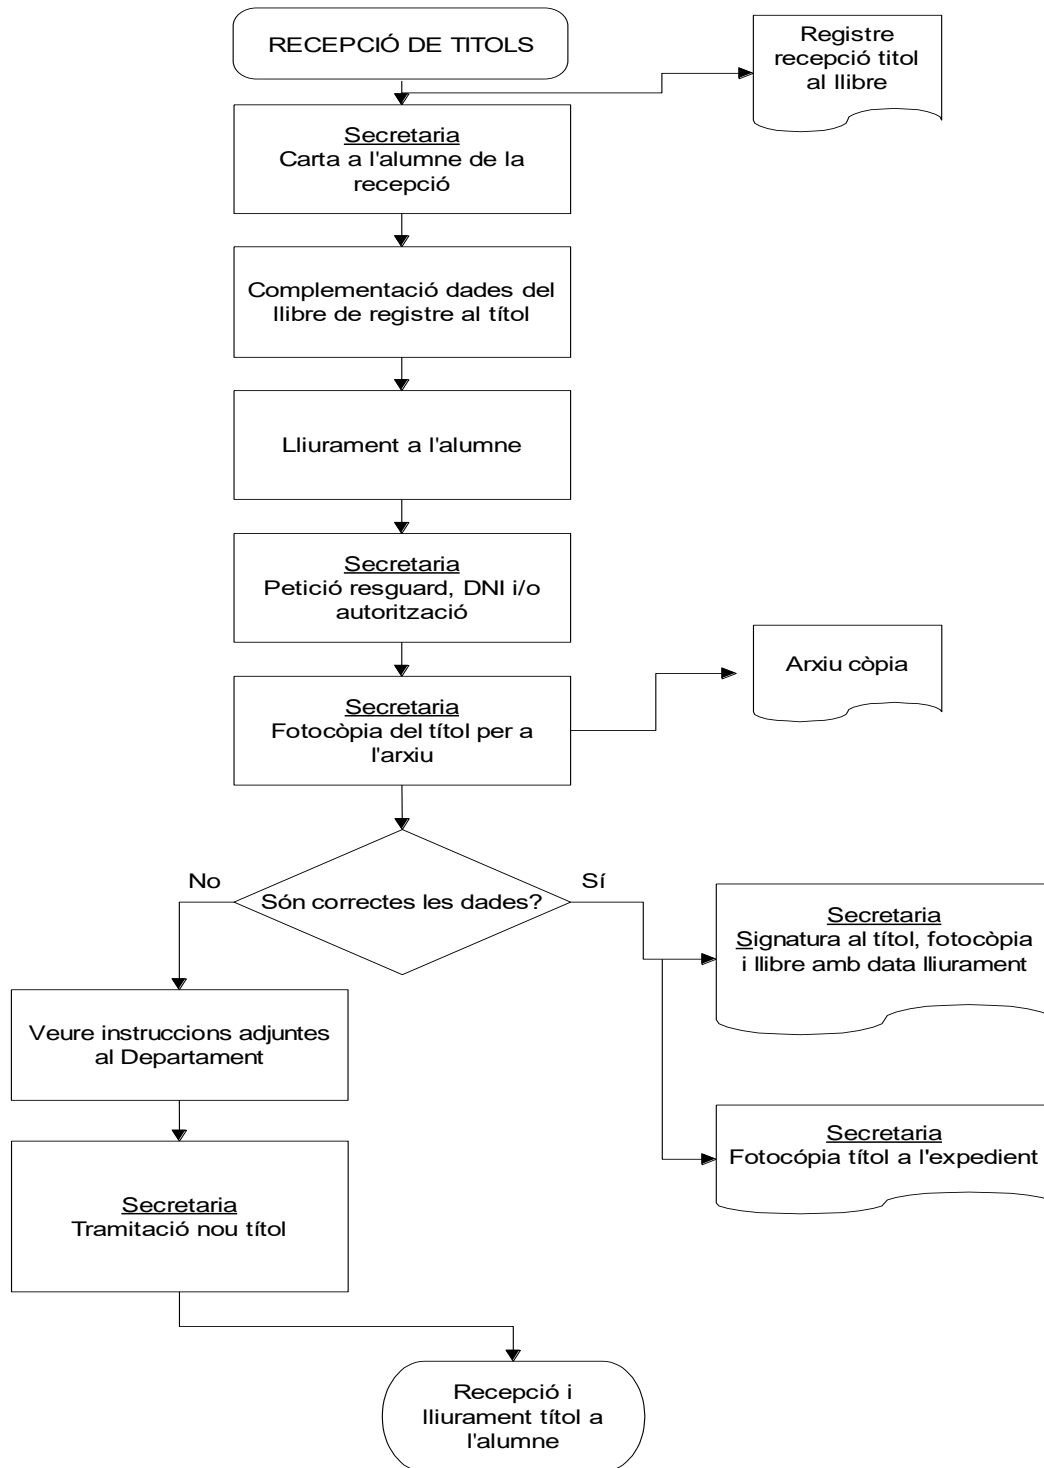 RECEPCIÓ DE TITOLS
Registre
recepció titol
al llibre
Secretaria
Carta a l'alumne de la
recepció
Complementació dades del
llibre de registre al títol
Lliurament a l'alumne
Secretaria
Petició resguard, DNI i/o
autorització
Secretaria
Fotocòpia del títol per a
l'arxiu
Arxiu còpia
No
Són correctes les dades?
Sí
Secretaria
Signatura al títol, fotocòpia
i llibre amb data lliurament
Veure instruccions adjuntes
al Departament
Secretaria
Fotocópia títol a l'expedient
Secretaria
Tramitació nou títol
Recepció i
lliurament títol a
l'alumne